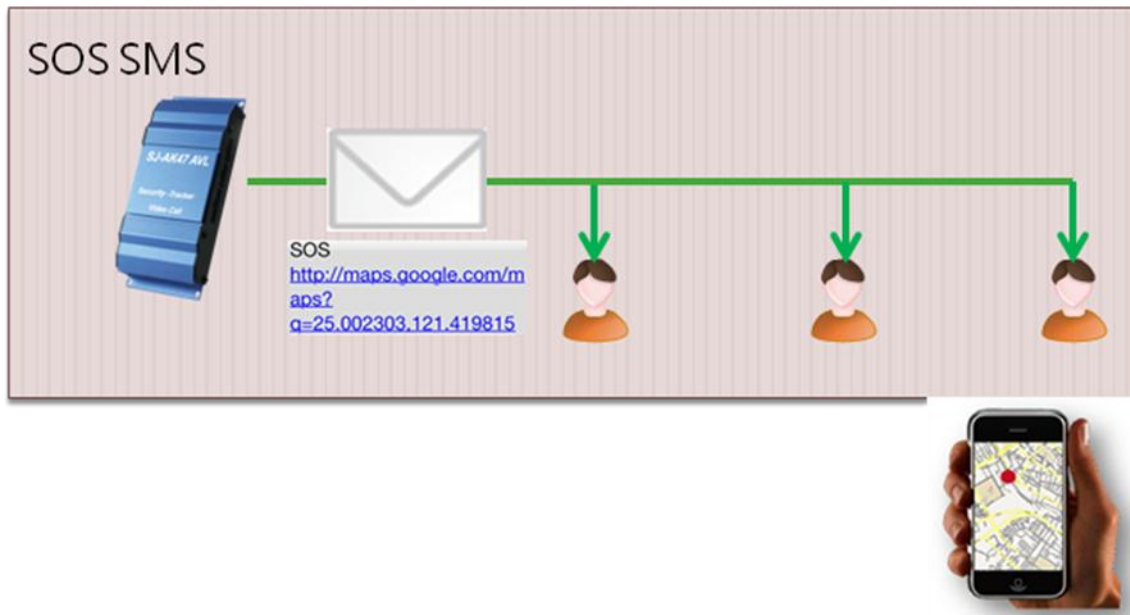 SOS SMS
SJ-AK47 AVL
Security -Tracker
Video Call
SOS
http://maps.google.com/m
aps?
q=25.002303,121.419815